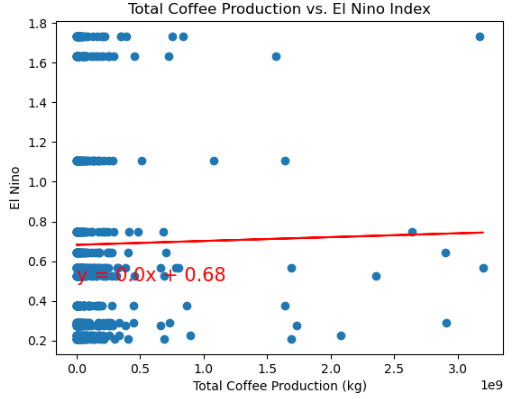 Total Coffee Production vs. El Nino Index
1.8
1.6
1.4
1.2
1.0
0.8
0.6
0.4
0.2
El Nino
y = 0.0x + 0.68
0.0 0.5 1.0 1.5 2.0 2.5 3.0
1e9
Total Coffee Production (kg)